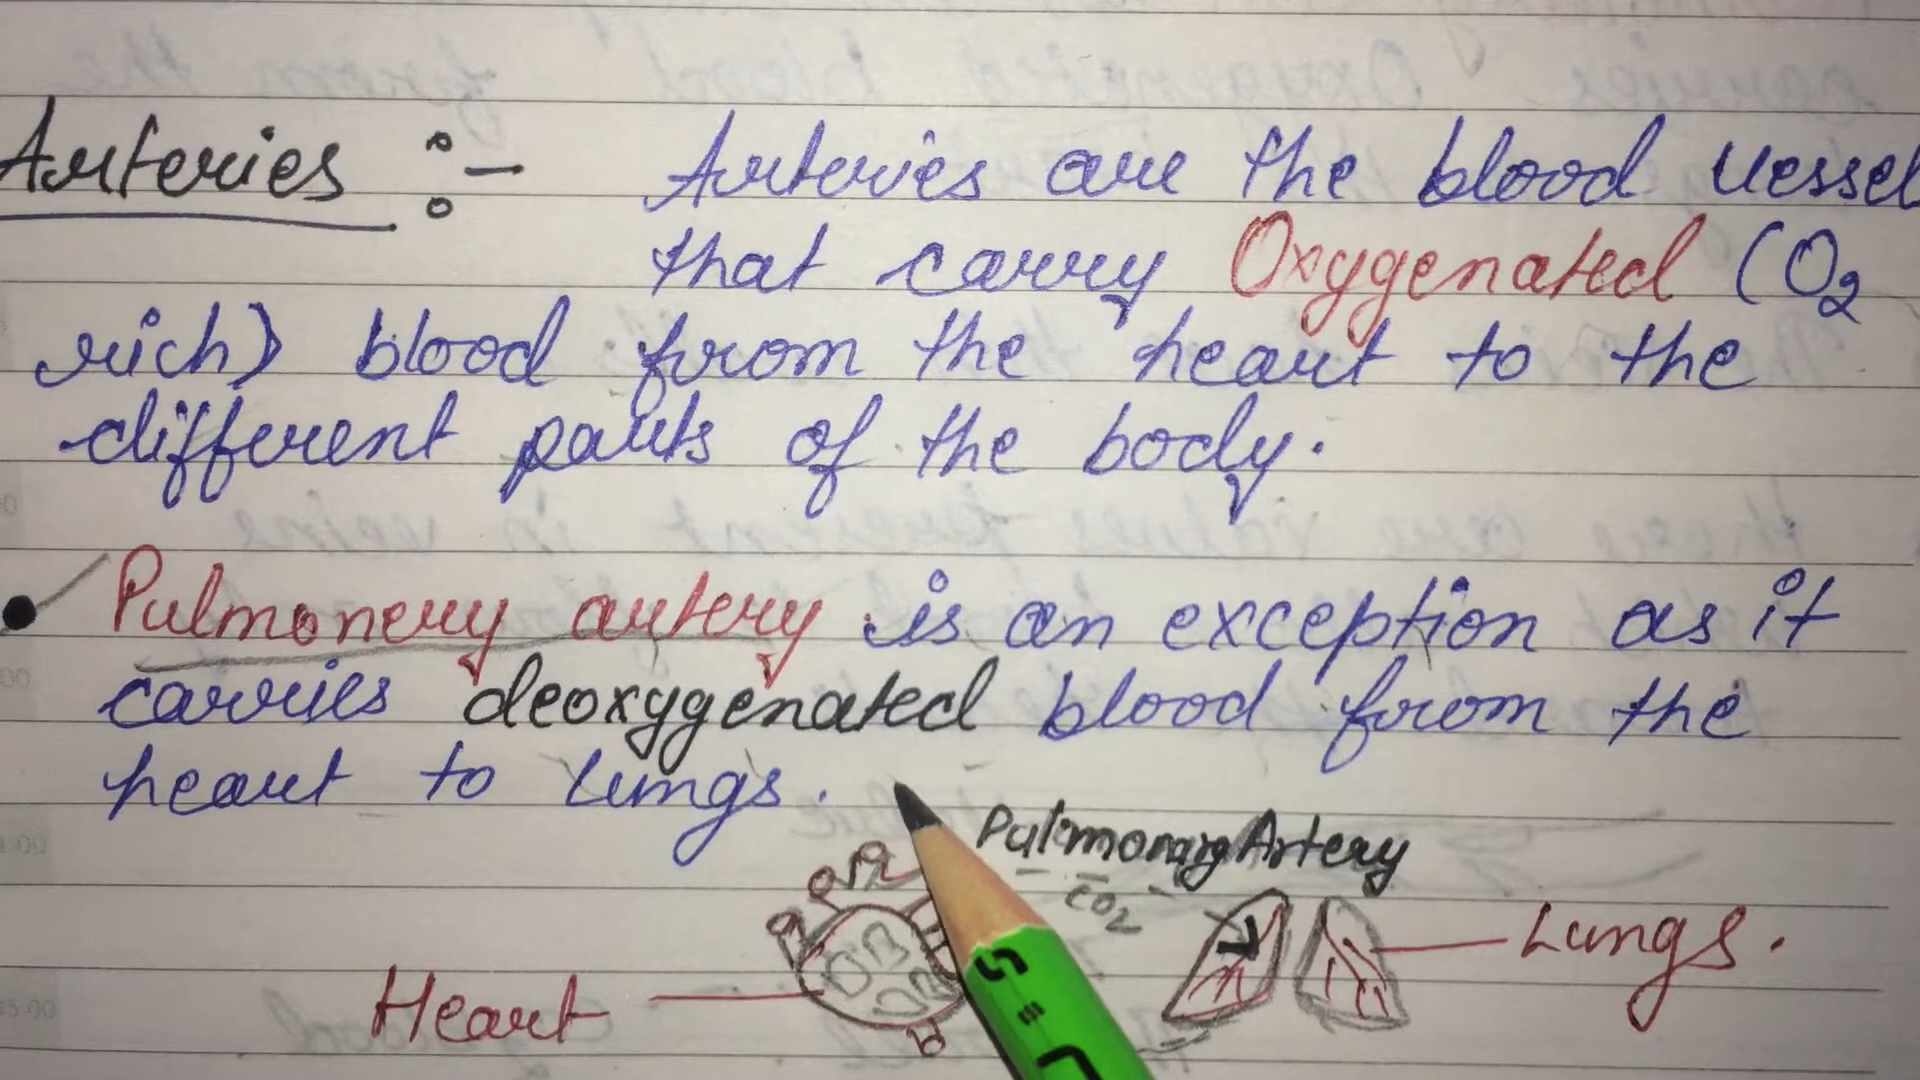 Arteries :- Arteries are the blood vessel
that carry Oxygenated (O2
rich) blood from the heart to the
different parts of the body.
• Pulmonery artery is an exception as it
carries deoxygenated blood from the
heart to lungs.
Pulmonary Artery
CO2
Lungs.
Heart